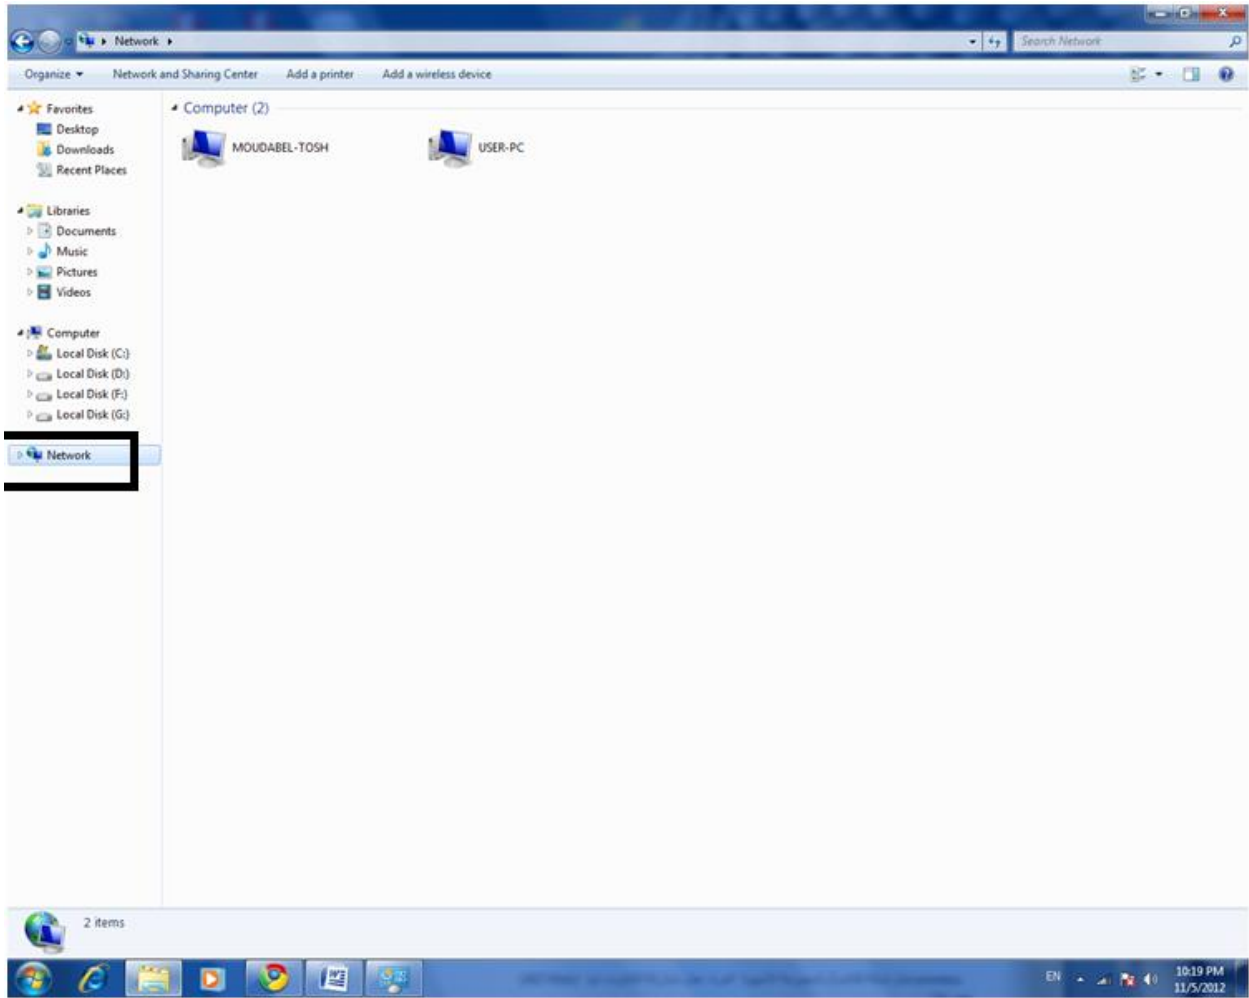 Network
Search Network
Organize
Network and Sharing Center
Add a printer
Add a wireless device
Favorites
Desktop
Downloads
Recent Places
Libraries
Documents
Music
Pictures
Videos
Computer
Local Disk (C:)
Local Disk (D:)
Local Disk (F:)
Local Disk (G:)
Network
Computer (2)
MOUDABEL-TOSH
USER-PC
2 items
EN
10:19 PM
11/5/2012